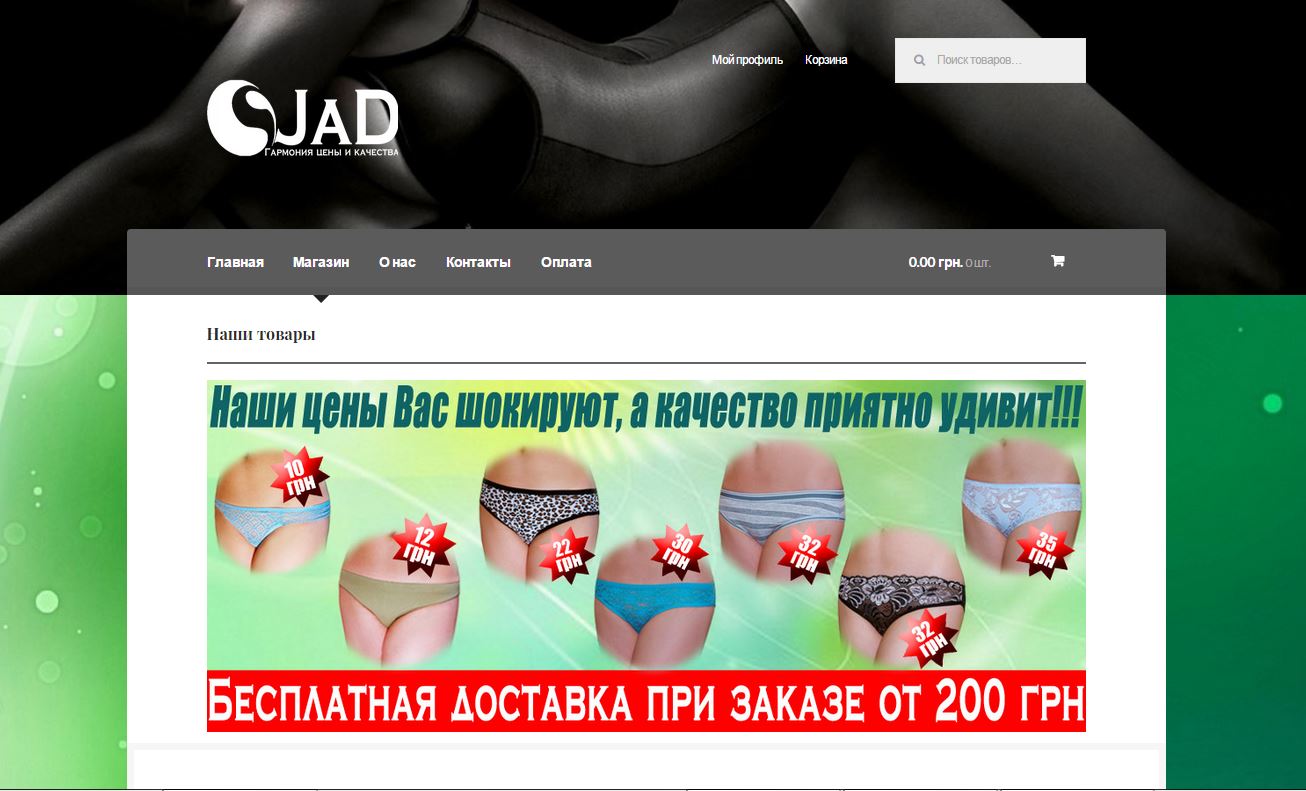 Мой профиль
Корзина
Поиск товаров…
JaD
Гармония цены и качества
Главная
Магазин
О нас
Контакты
Оплата
0.00 грн. 0 шт.
Наши товары
Наши цены Вас шокируют, а качество приятно удивит!!!
10 грн
12 грн
22 грн
30 грн
32 грн
32 грн
35 грн
Бесплатная доставка при заказе от 200 грн